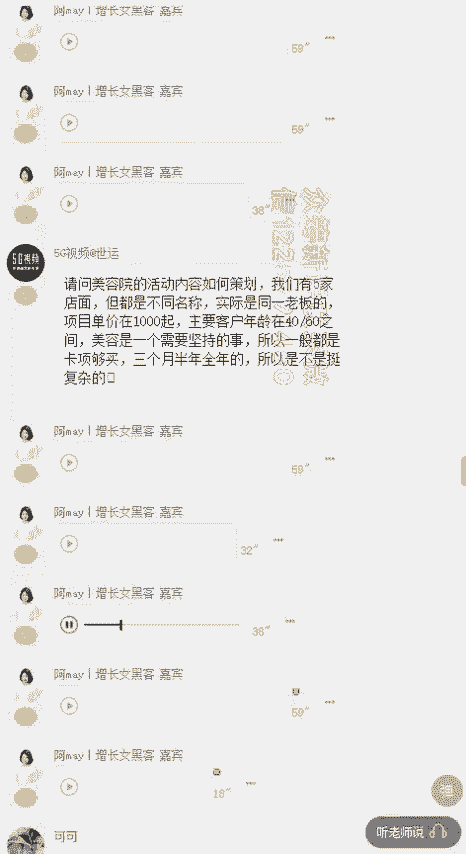 阿may丨增长女黑客 嘉宾
59"
阿may丨增长女黑客 嘉宾
59"
阿may丨增长女黑客 嘉宾
38"
5G视频@世运
请问美容院的活动内容如何策划，我们有5家
店面，但都是不同名称，实际是同一老板的，
项目单价在1000起，主要客户年龄在40/60之
间，美容是一个需要坚持的事，所以一般都是
卡项够买，三个月半年全年的，所以是不是挺
复杂的
阿may丨增长女黑客 嘉宾
59"
阿may丨增长女黑客 嘉宾
32"
阿may丨增长女黑客 嘉宾
36"
阿may丨增长女黑客 嘉宾
59"
阿may丨增长女黑客 嘉宾
18"
可可
听老师说